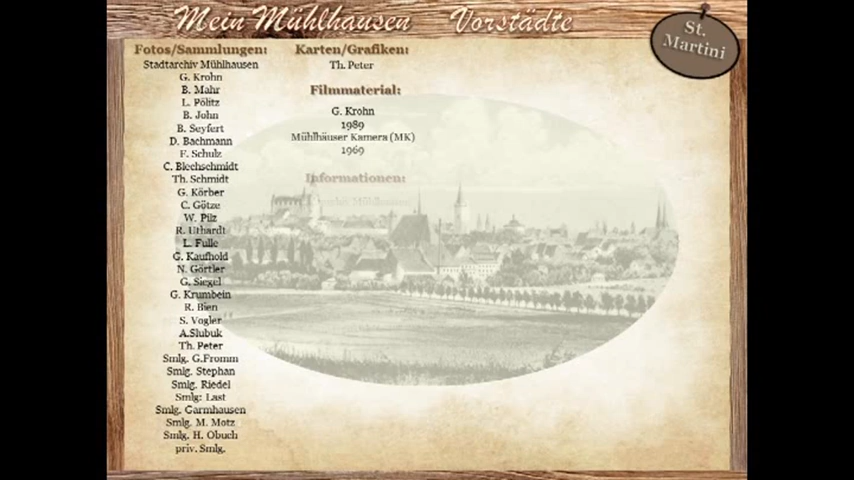 Mein Mühlhausen Vorstädte
St. Martini
Fotos/Sammlungen:
Stadtarchiv Mühlhausen
G. Krohn
B. Mahr
L. Pölitz
B. John
B. Seyfert
D. Bachmann
F. Schulz
C. Blechschmidt
Th. Schmidt
G. Körber
C. Götze
W. Pilz
R. Uthardt
L. Fulle
G. Kaufhold
N. Görtler
G. Siegel
G. Krumbein
R. Bien
S. Vogler
A.Slubuk
Th. Peter
Smlg. G.Fromm
Smlg. Stephan
Smlg. Riedel
Smlg: Last
Smlg. Garmhausen
Smlg. M. Motz
Smlg. H. Obuch
priv. Smlg.
Karten/Grafiken:
Th. Peter
Filmmaterial:
G. Krohn
1989
Mühlhäuser Kamera (MK)
1969
Informationen:
Mühlhausen